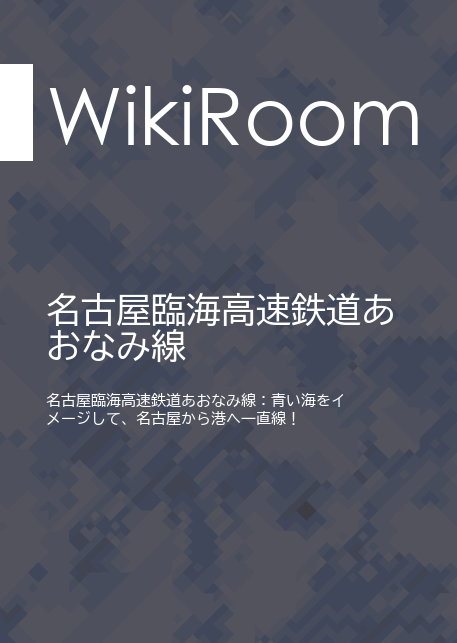 WikiRoom
名古屋臨海高速鉄道あ
おなみ線
名古屋臨海高速鉄道あおなみ線：青い海をイ
メージして、名古屋から港へ一直線！